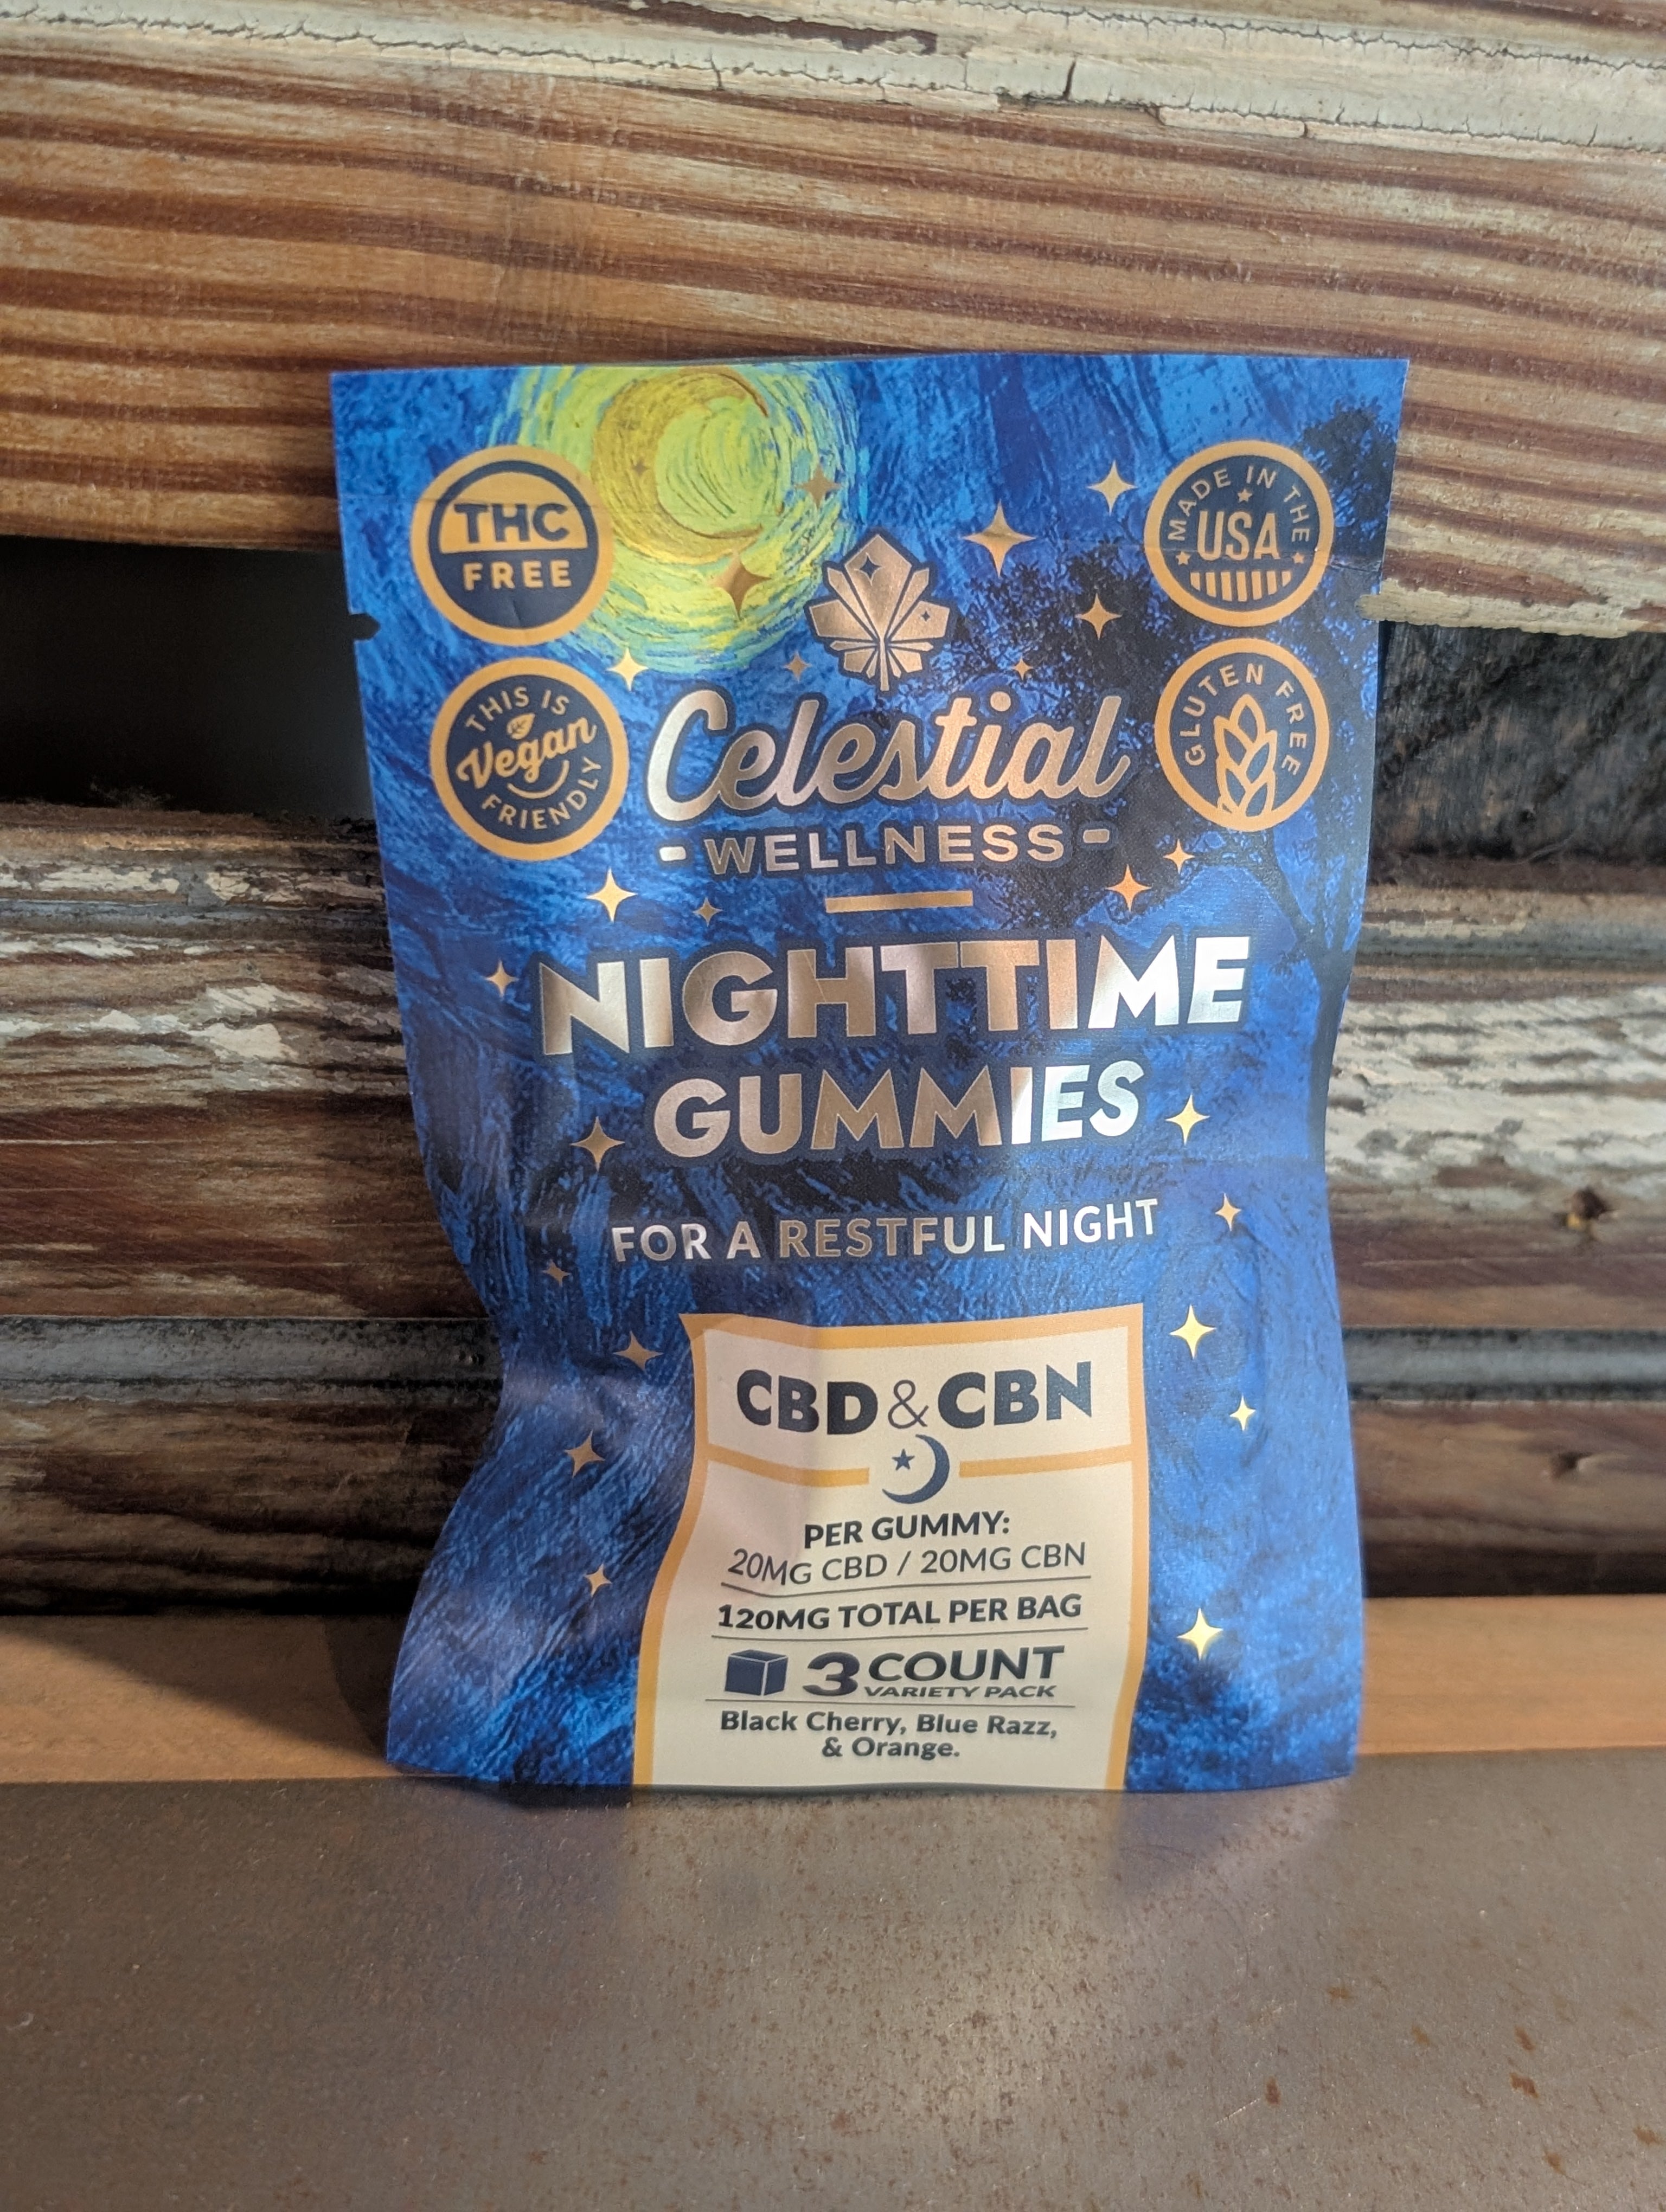 THC
FREE
MADE IN THE
USA
THIS IS
Vegan
FRIENDLY
GLUTEN FREE
Celestial
-WELLNESS-
NIGHTTIME
GUMMIES
FOR A RESTFUL NIGHT
CBD & CBN
PER GUMMY:
20MG CBD / 20MG CBN
120MG TOTAL PER BAG
3 COUNT
VARIETY PACK
Black Cherry, Blue Razz,
& Orange.